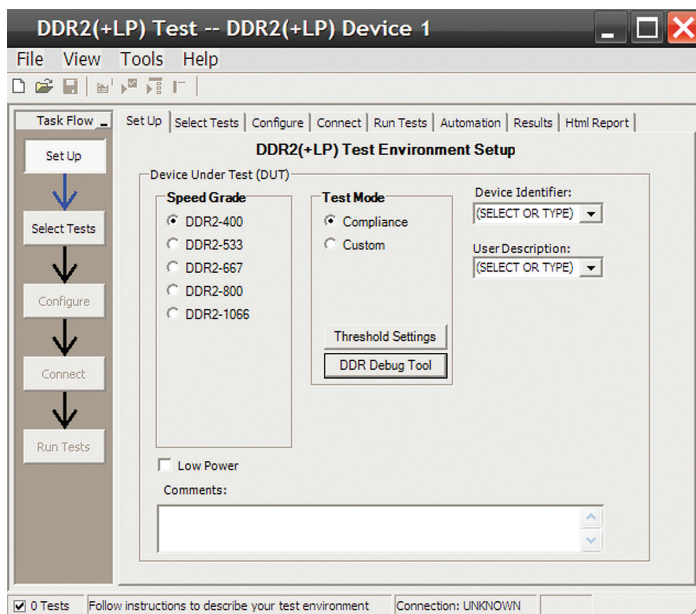 DDR2(+LP) Test -- DDR2(+LP) Device 1
File View Tools Help
Task Flow
Set Up Select Tests Configure Connect Run Tests Automation Results Html Report
Set Up
Select Tests
Configure
Connect
Run Tests
DDR2(+LP) Test Environment Setup
Device Under Test (DUT)
Speed Grade
DDR2-400
DDR2-533
DDR2-667
DDR2-800
DDR2-1066
Test Mode
Compliance
Custom
Threshold Settings
DDR Debug Tool
Device Identifier:
(SELECT OR TYPE)
User Description:
(SELECT OR TYPE)
Low Power
Comments:
0 Tests Follow instructions to describe your test environment Connection: UNKNOWN